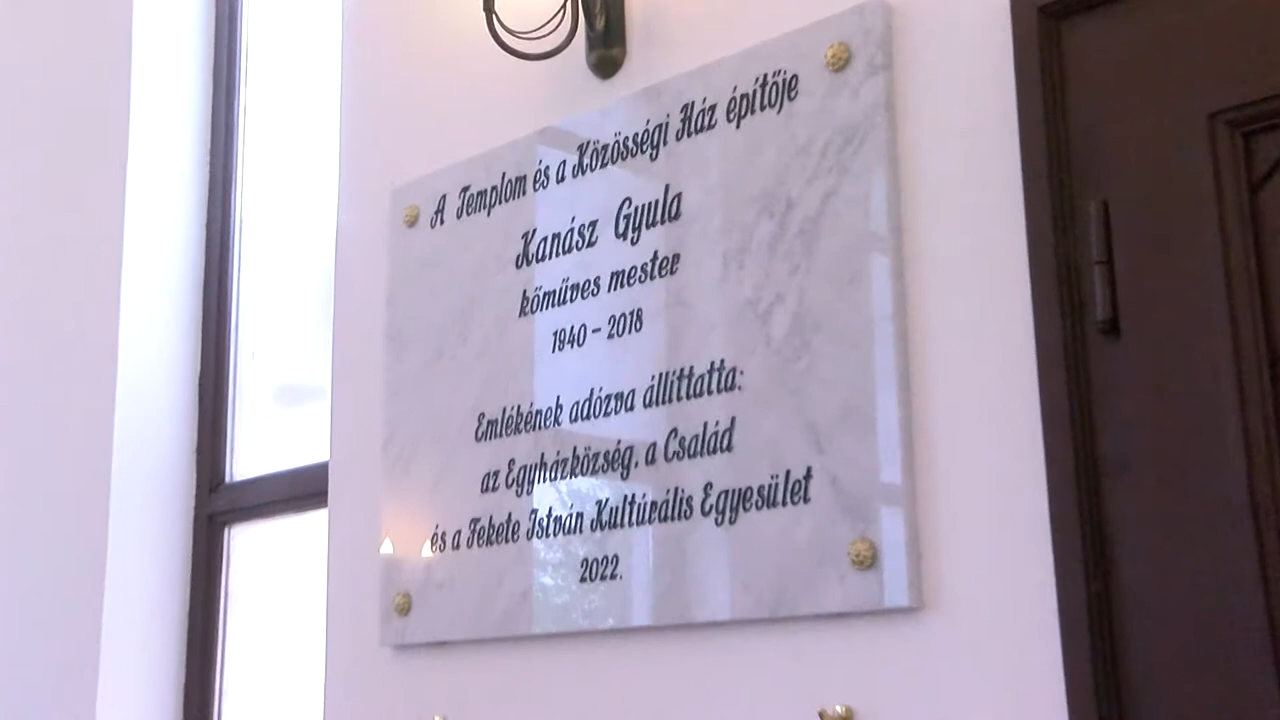 A Templom és a Közösségi Ház építője
Kanász Gyula
kőműves mester
1940 – 2018
Emlékének adózva állíttatta:
az Egyházközség, a Család
és a Fekete István Kulturális Egyesület
2022.